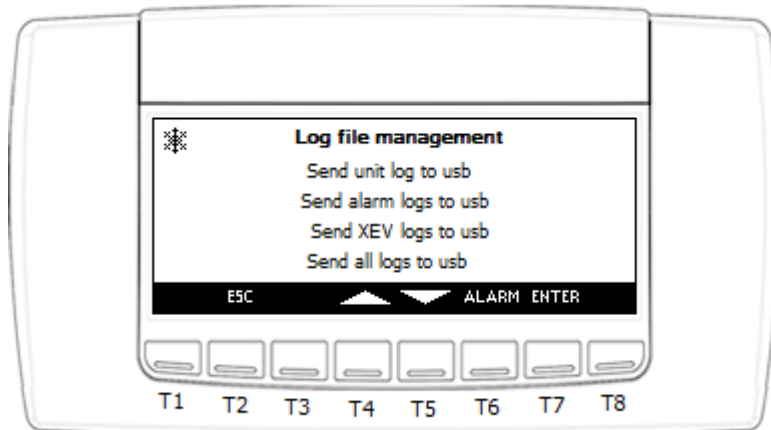 Log file management
Send unit log to usb
Send alarm logs to usb
Send XEV logs to usb
Send all logs to usb
ESC ALARM ENTER
T1 T2 T3 T4 T5 T6 T7 T8